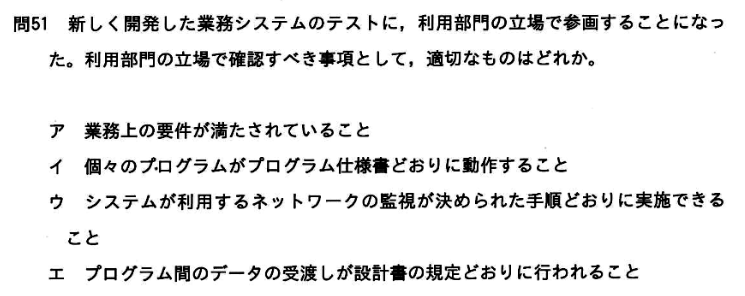 問51 新しく開発した業務システムのテストに，利用部門の立場で参画することになっ
た。利用部門の立場で確認すべき事項として，適切なものはどれか。
ア 業務上の要件が満たされていること
イ 個々のプログラムがプログラム仕様書どおりに動作すること
ウ システムが利用するネットワークの監視が決められた手順どおりに実施できる
こと
エ プログラム間のデータの受渡しが設計書の規定どおりに行われること